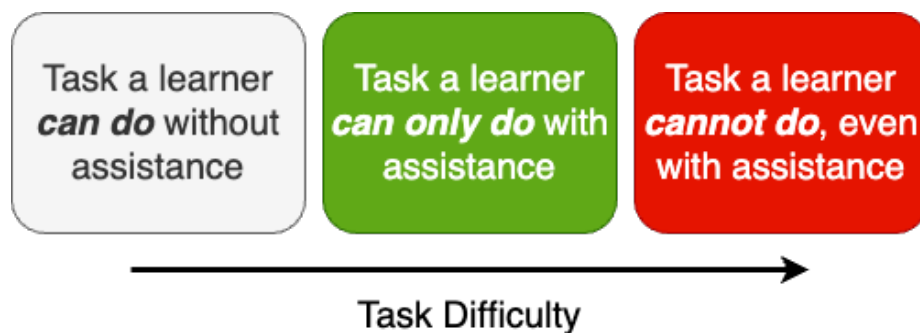 Task a learner
can do without
assistance
Task a learner
can only do with
assistance
Task a learner
cannot do, even
with assistance
Task Difficulty